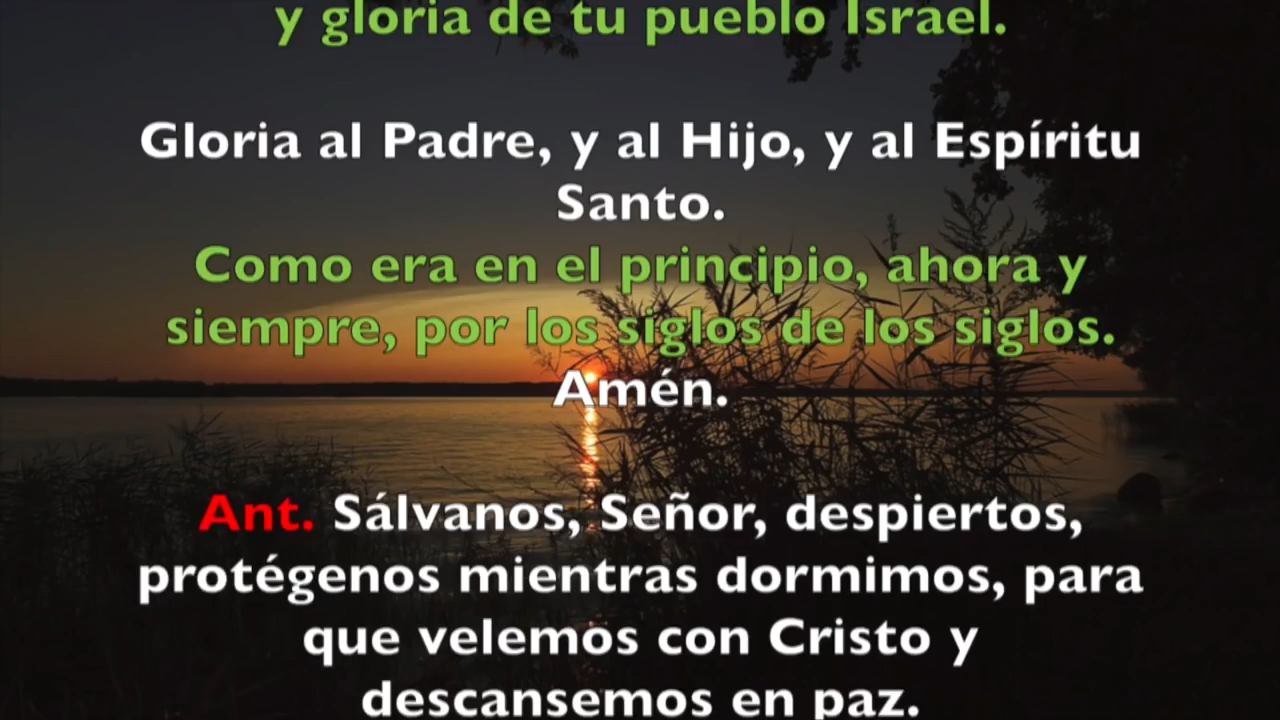 y gloria de tu pueblo Israel.
Gloria al Padre, y al Hijo, y al Espíritu
Santo.
Como era en el principio, ahora y
siempre, por los siglos de los siglos.
Amén.
Ant. Sálvanos, Señor, despiertos,
protégenos mientras dormimos, para
que velemos con Cristo y
descansemos en paz.